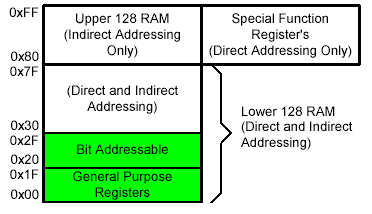 0xFF
Upper 128 RAM
(Indirect Addressing
Only)
Special Function
Register's
(Direct Addressing Only)
0x80
0x7F
(Direct and Indirect
Addressing)
Lower 128 RAM
(Direct and Indirect
Addressing)
0x30
0x2F
Bit Addressable
0x20
0x1F
General Purpose
Registers
0x00